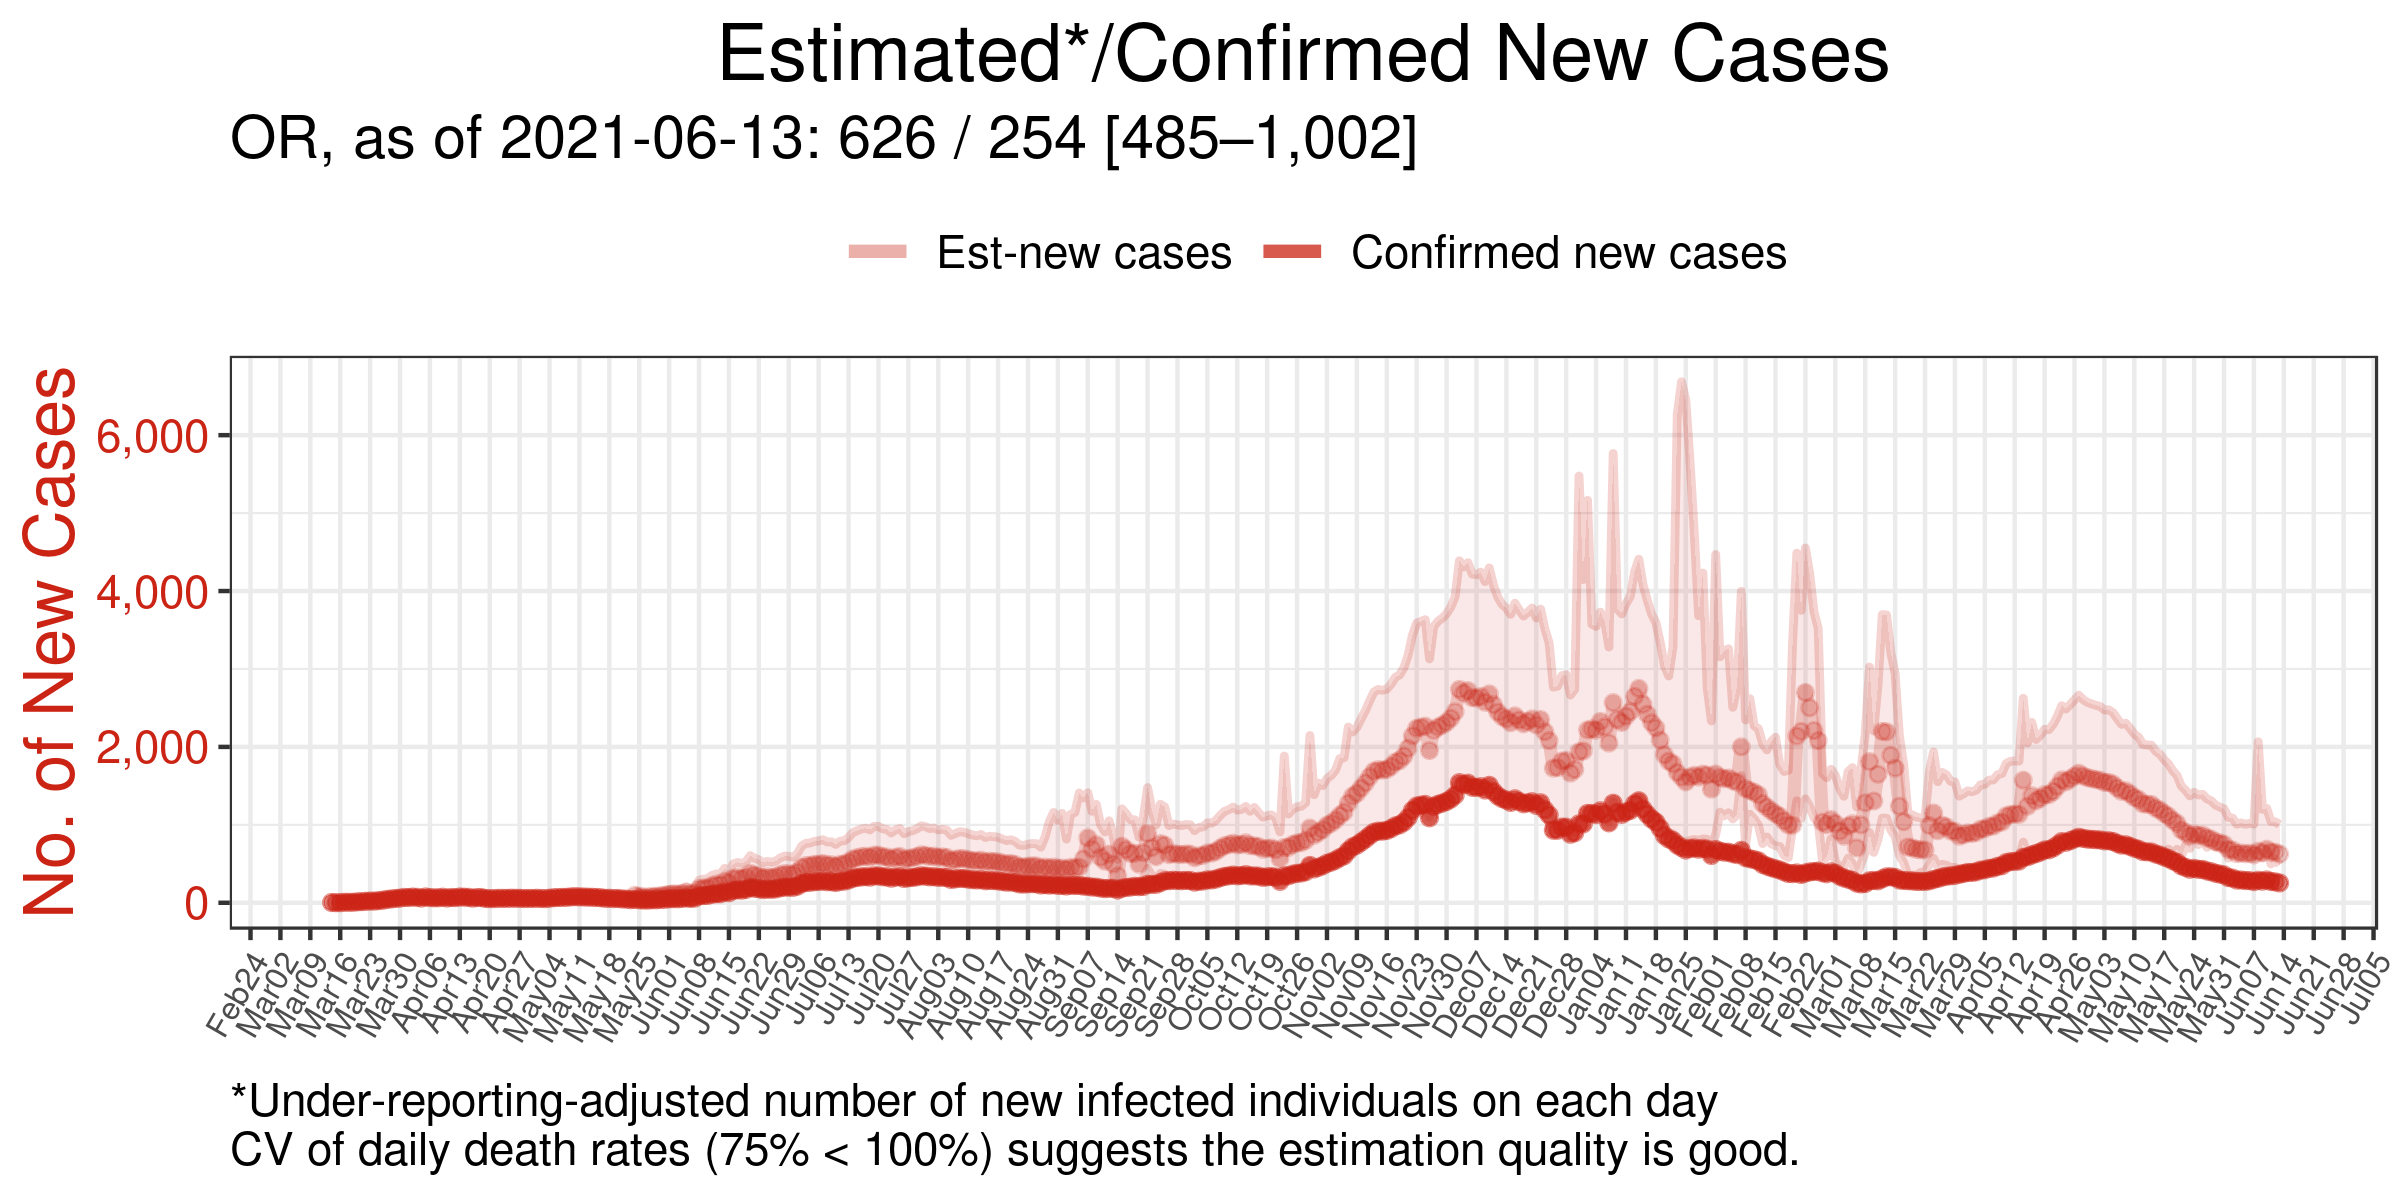 Estimated*/Confirmed New Cases
OR, as of 2021-06-13: 626 / 254 [485–1,002]
Est-new cases Confirmed new cases
No. of New Cases
6,000
4,000
2,000
0
Feb24 Mar02 Mar09 Mar16 Mar23 Mar30 Apr06 Apr13 Apr20 Apr27 May04 May11 May18 May25 Jun01 Jun08 Jun15 Jun22 Jun29 Jul06 Jul13 Jul20 Jul27 Aug03 Aug10 Aug17 Aug24 Aug31 Sep07 Sep14 Sep21 Sep28 Oct05 Oct12 Oct19 Oct26 Nov02 Nov09 Nov16 Nov23 Nov30 Dec07 Dec14 Dec21 Dec28 Jan04 Jan11 Jan18 Jan25 Feb01 Feb08 Feb15 Feb22 Mar01 Mar08 Mar15 Mar22 Mar29 Apr05 Apr12 Apr19 Apr26 May03 May10 May17 May24 May31 Jun07 Jun14 Jun21 Jun28 Jul05
*Under-reporting-adjusted number of new infected individuals on each day
CV of daily death rates (75% < 100%) suggests the estimation quality is good.